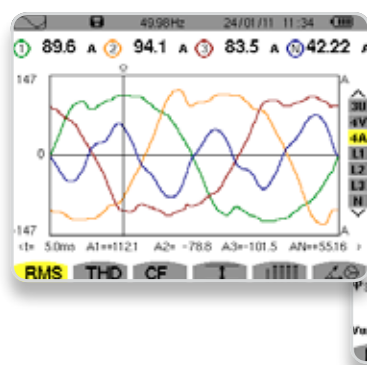 49.98Hz 24/01/11 11:34
1 89.6 A 2 94.1 A 3 83.5 A N 42.22 A
147
A
3U
4V
4A
L1
L2
L3
N
0
-147
A
<t= 5.0ms A1=+112.1 A2= -78.8 A3=-101.5 AN=+55.16 >
RMS THD CF